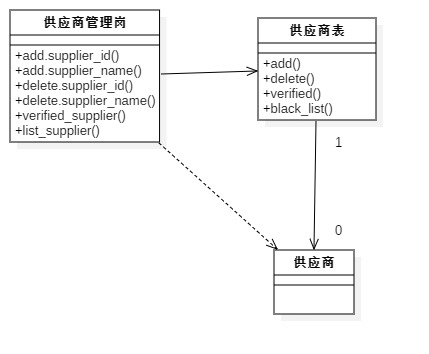 供应商管理岗
+add.supplier_id()
+add.supplier_name()
+delete.supplier_id()
+delete.supplier_name()
+verified_supplier()
+list_supplier()
供应商表
+add()
+delete()
+verified()
+black_list()
1
0
供应商